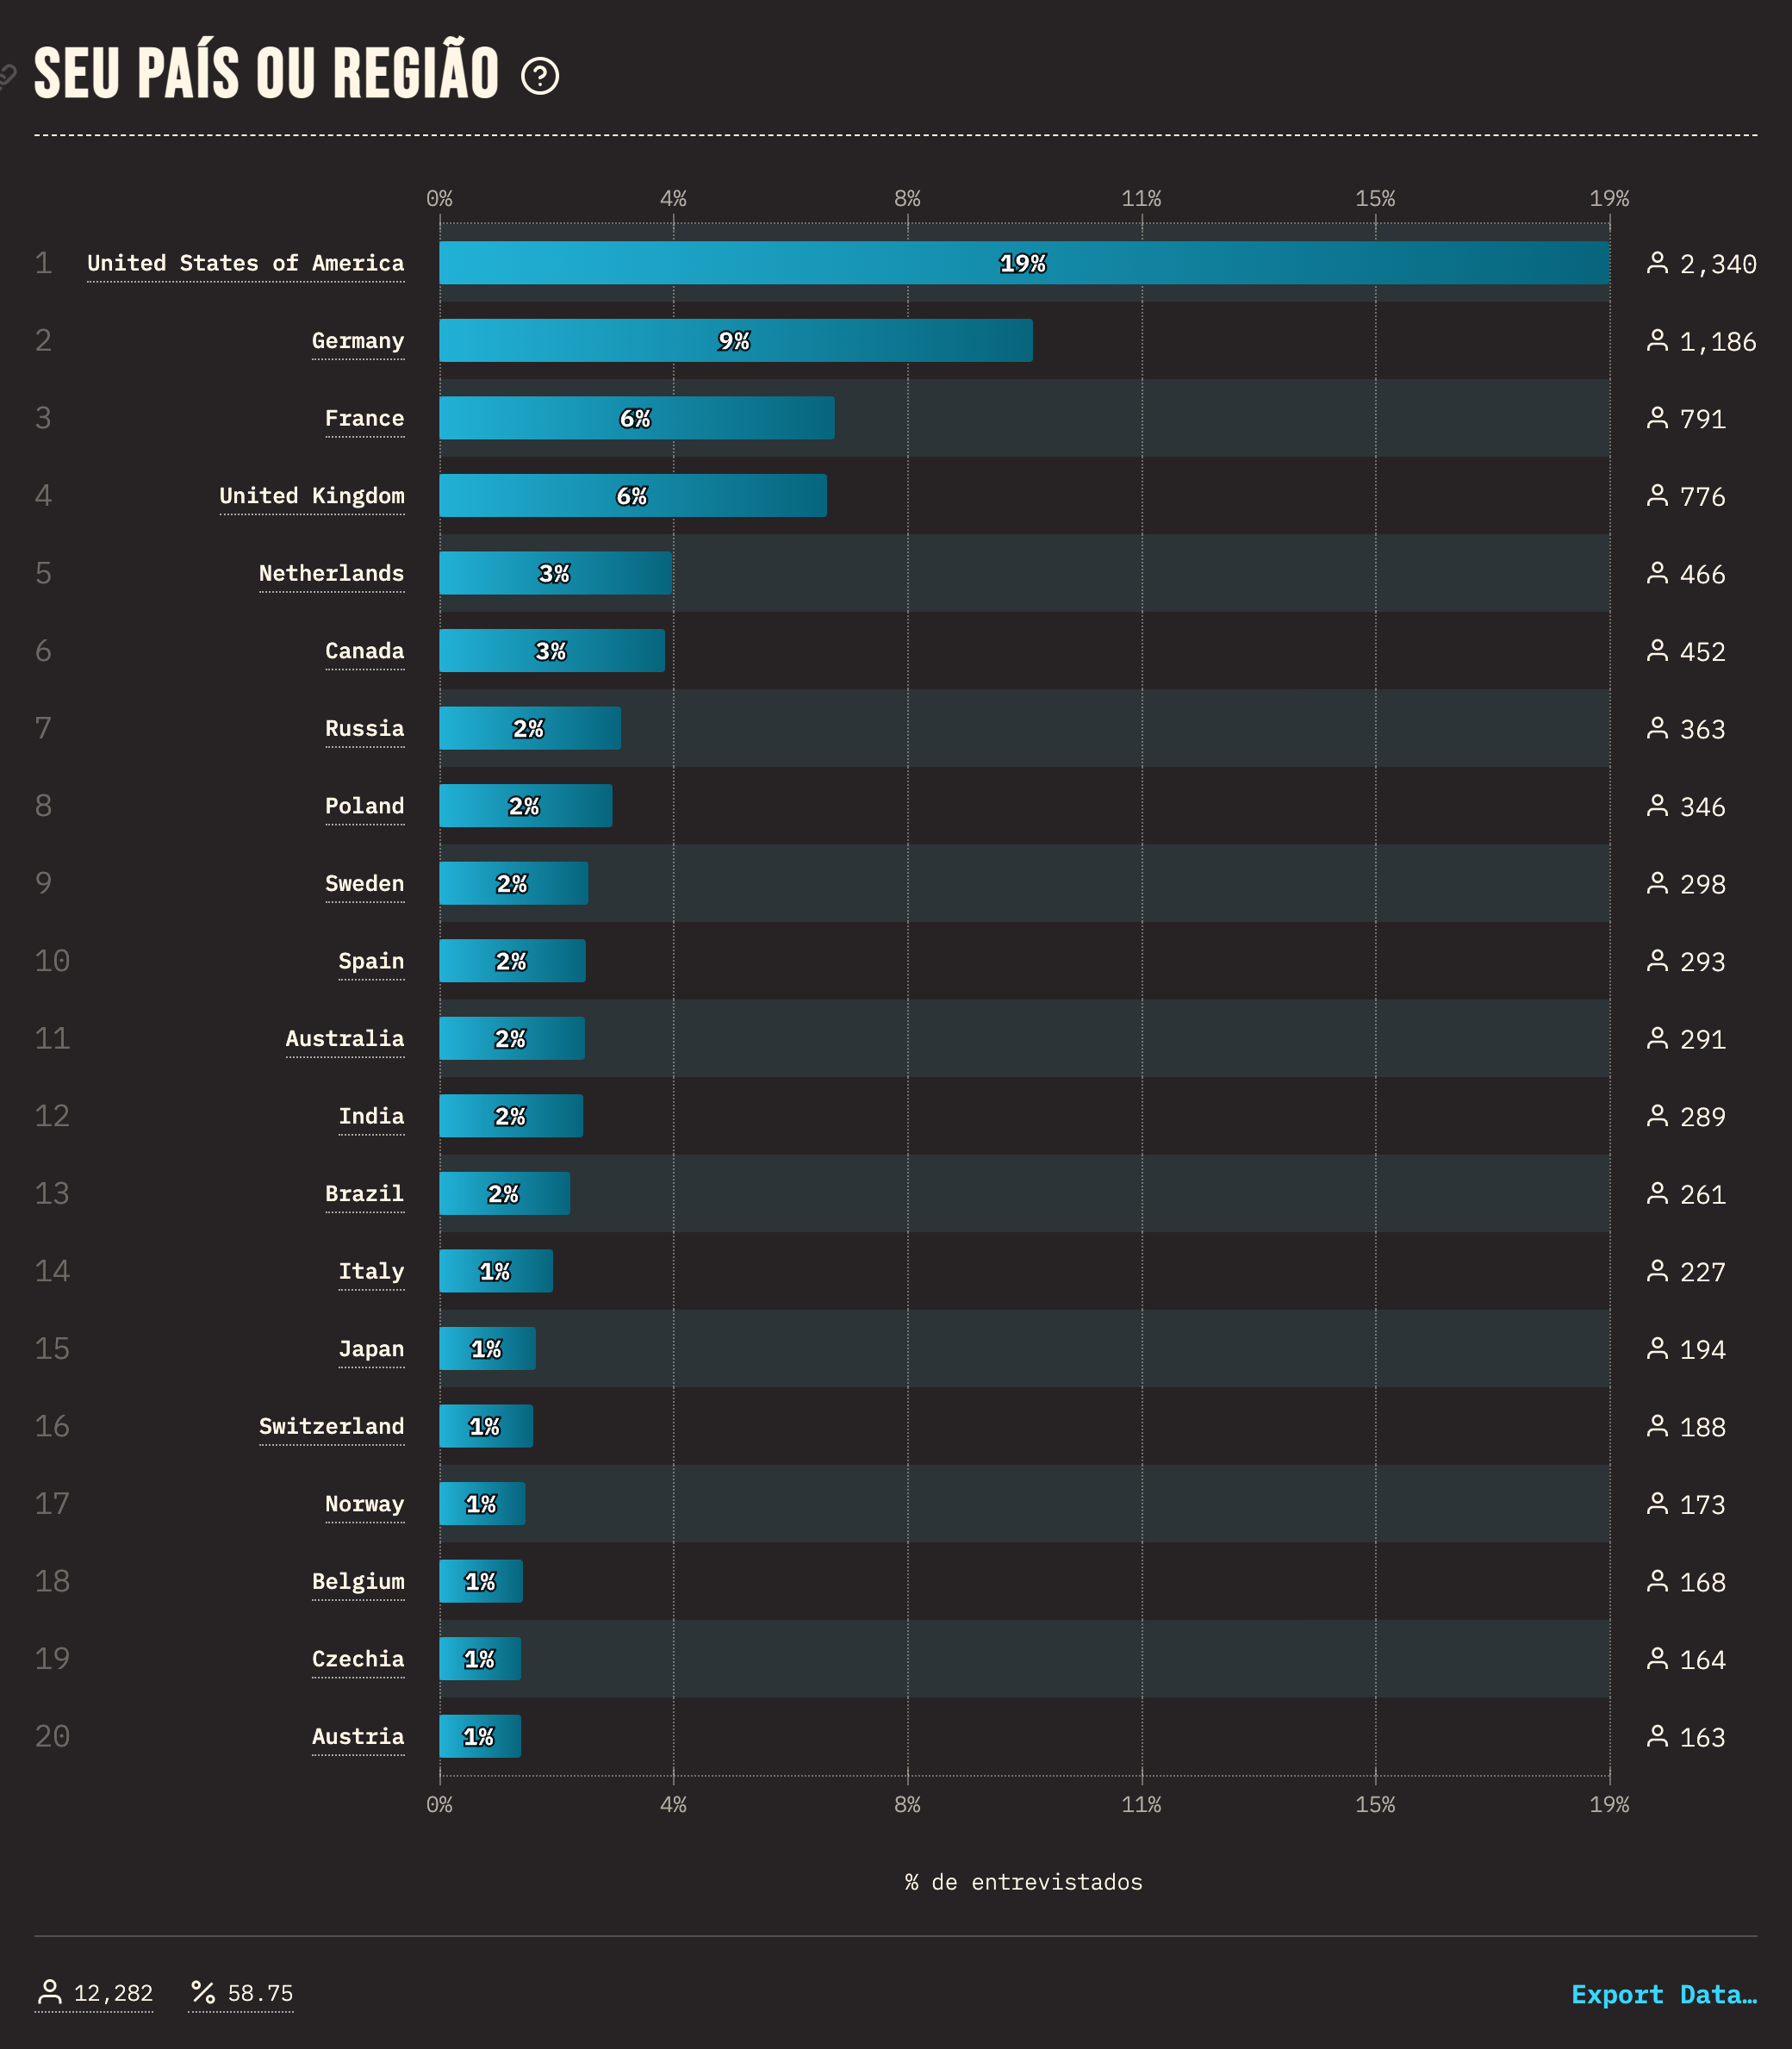 SEU PAÍS OU REGIÃO
0% 4% 8% 11% 15% 19%
1 United States of America 19% 2,340
2 Germany 9% 1,186
3 France 6% 791
4 United Kingdom 6% 776
5 Netherlands 3% 466
6 Canada 3% 452
7 Russia 2% 363
8 Poland 2% 346
9 Sweden 2% 298
10 Spain 2% 293
11 Australia 2% 291
12 India 2% 289
13 Brazil 2% 261
14 Italy 1% 227
15 Japan 1% 194
16 Switzerland 1% 188
17 Norway 1% 173
18 Belgium 1% 168
19 Czechia 1% 164
20 Austria 1% 163
0% 4% 8% 11% 15% 19%
% de entrevistados
12,282 % 58.75 Export Data…